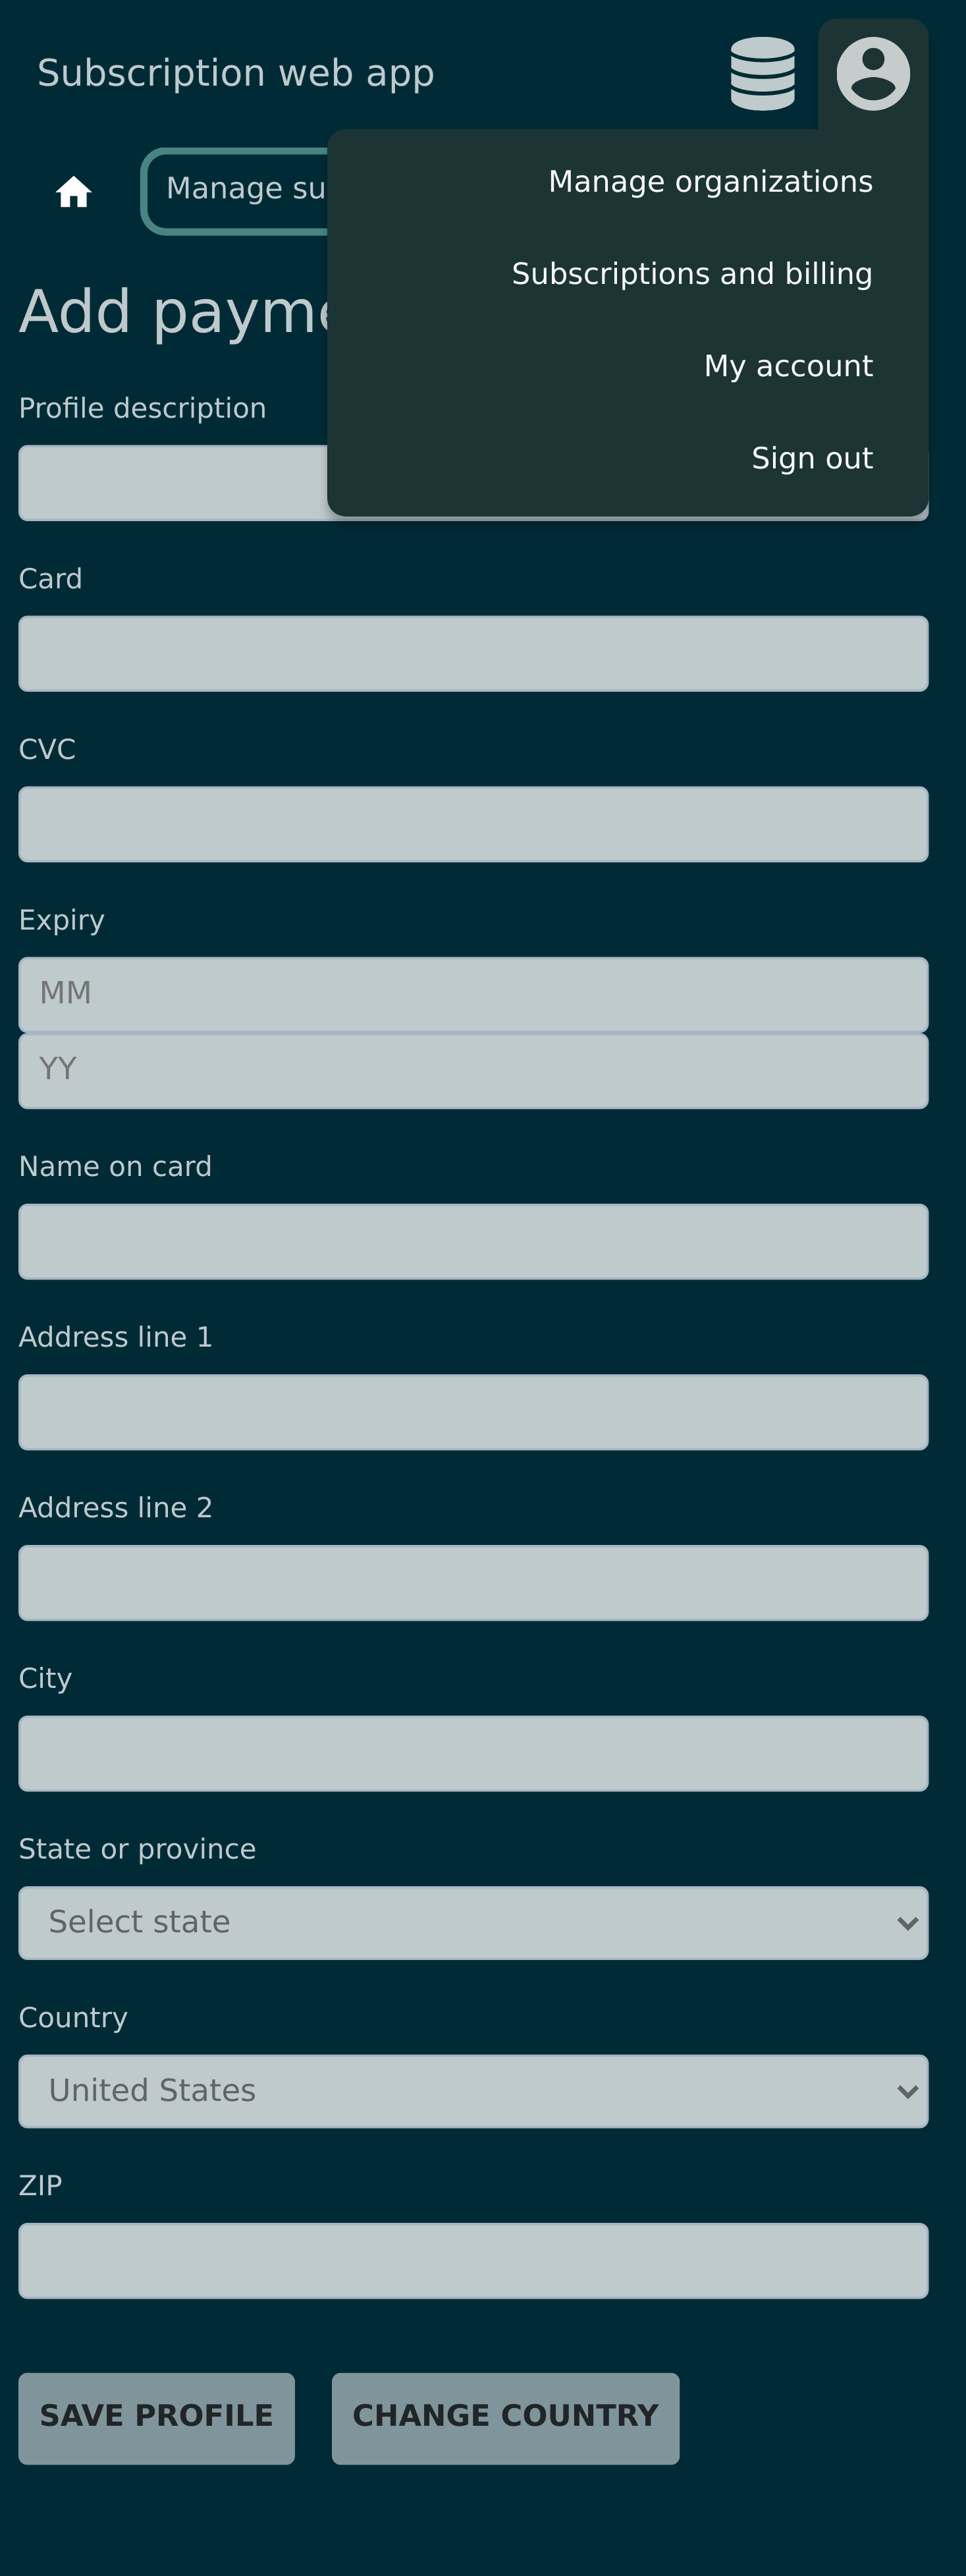 Subscription web app
Manage su
Manage organizations
Subscriptions and billing
My account
Sign out
Add payme
Profile description
Card
CVC
Expiry
MM
YY
Name on card
Address line 1
Address line 2
City
State or province
Select state
Country
United States
ZIP
SAVE PROFILE
CHANGE COUNTRY